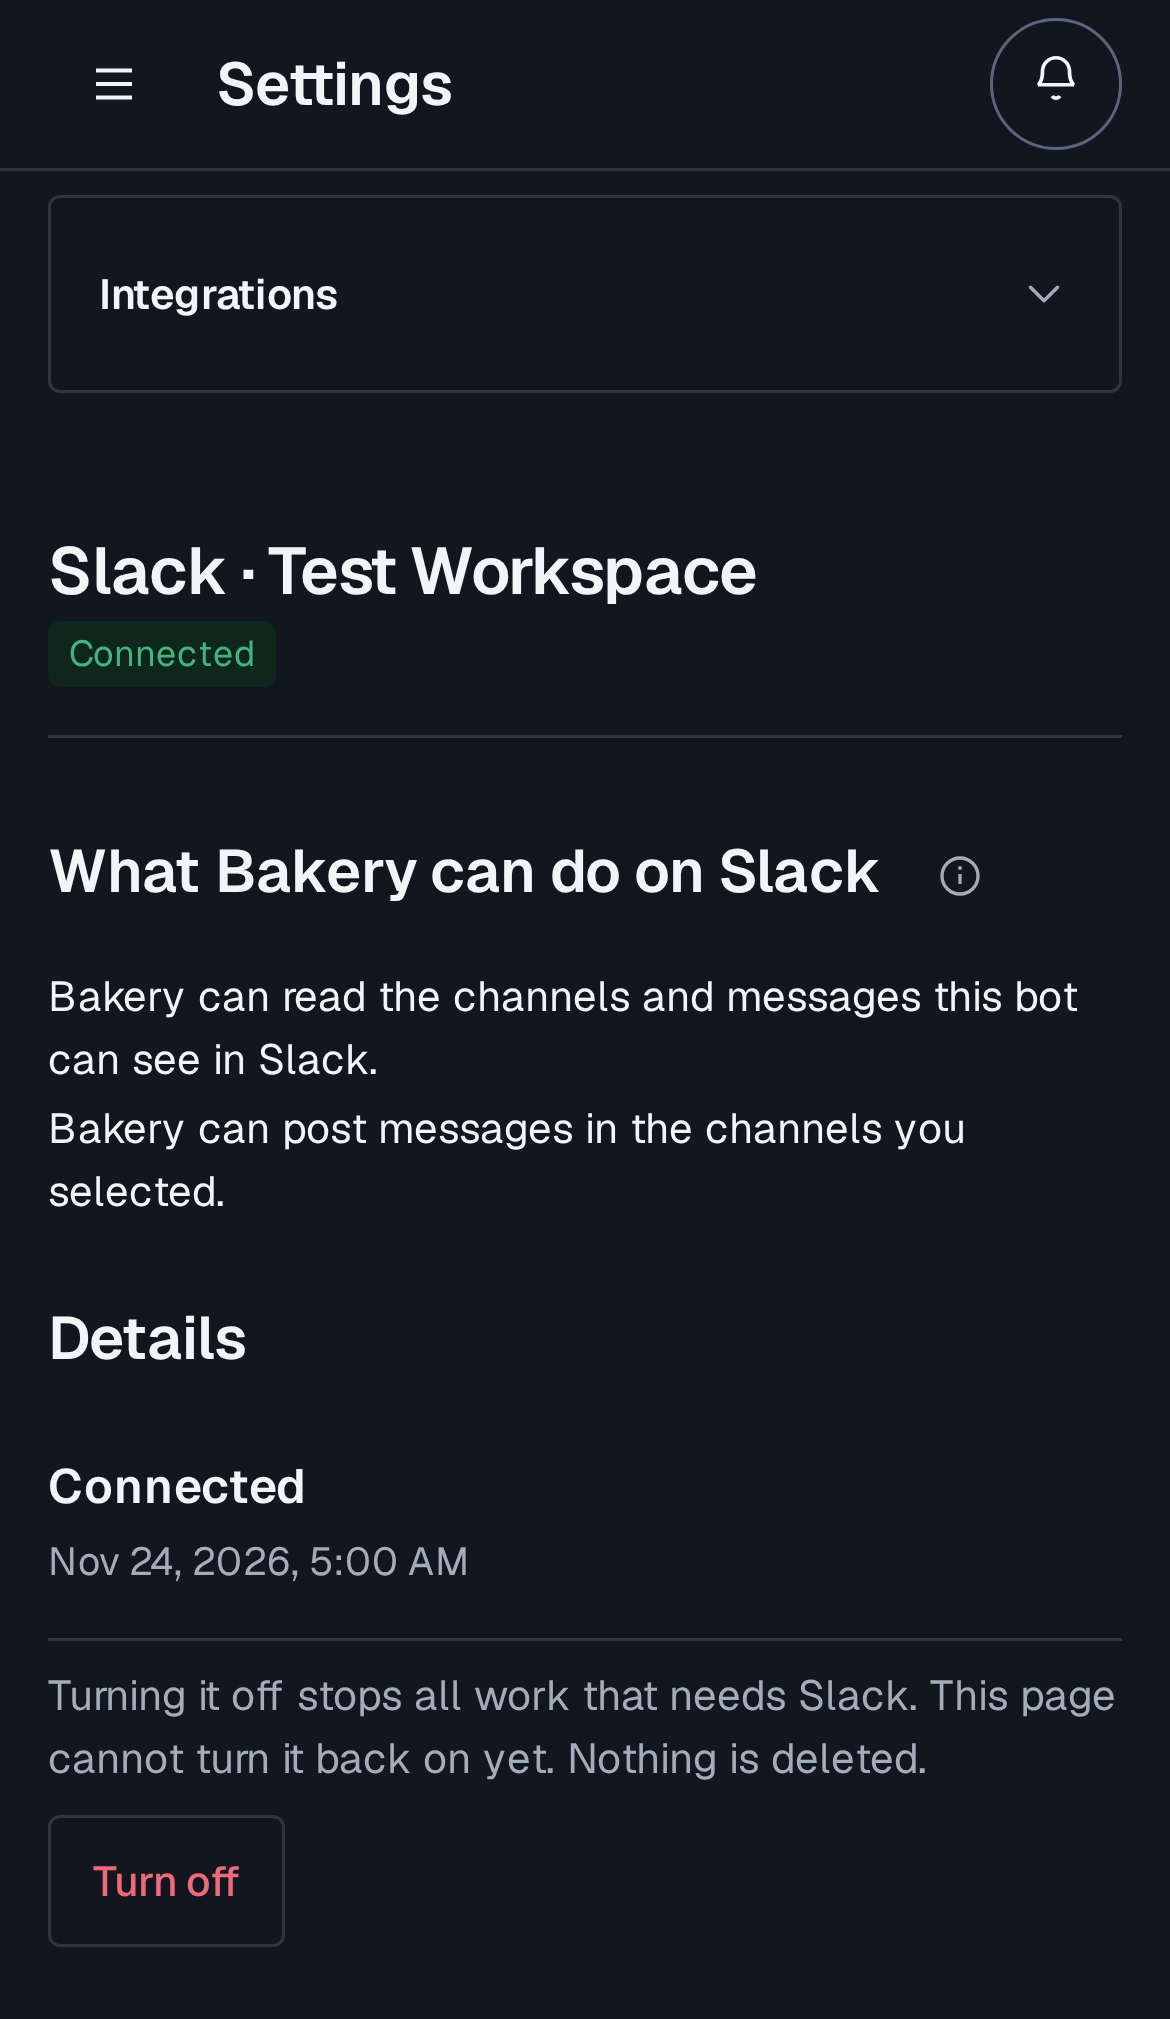 Settings
Integrations
Slack · Test Workspace
Connected
What Bakery can do on Slack
Bakery can read the channels and messages this bot
can see in Slack.
Bakery can post messages in the channels you
selected.
Details
Connected
Nov 24, 2026, 5:00 AM
Turning it off stops all work that needs Slack. This page
cannot turn it back on yet. Nothing is deleted.
Turn off